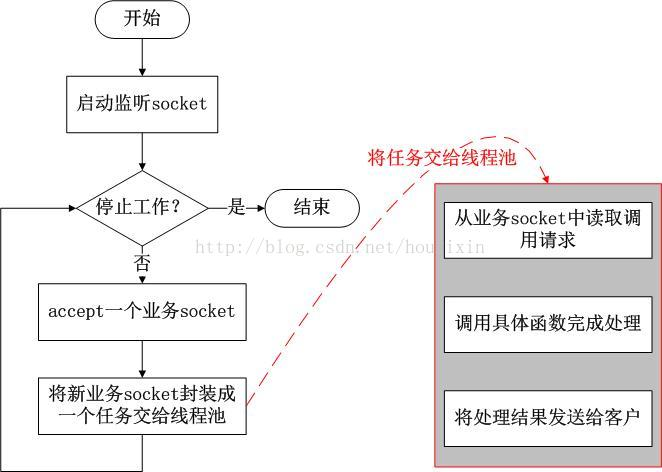 开始
启动监听socket
将任务交给线程池
停止工作?
是
结束
从业务socket中读取调
用请求
http://blog.csdn.net/houjixin
否
accept一个业务socket
调用具体函数完成处理
将新业务socket封装成
一个任务交给线程池
将处理结果发送给客户